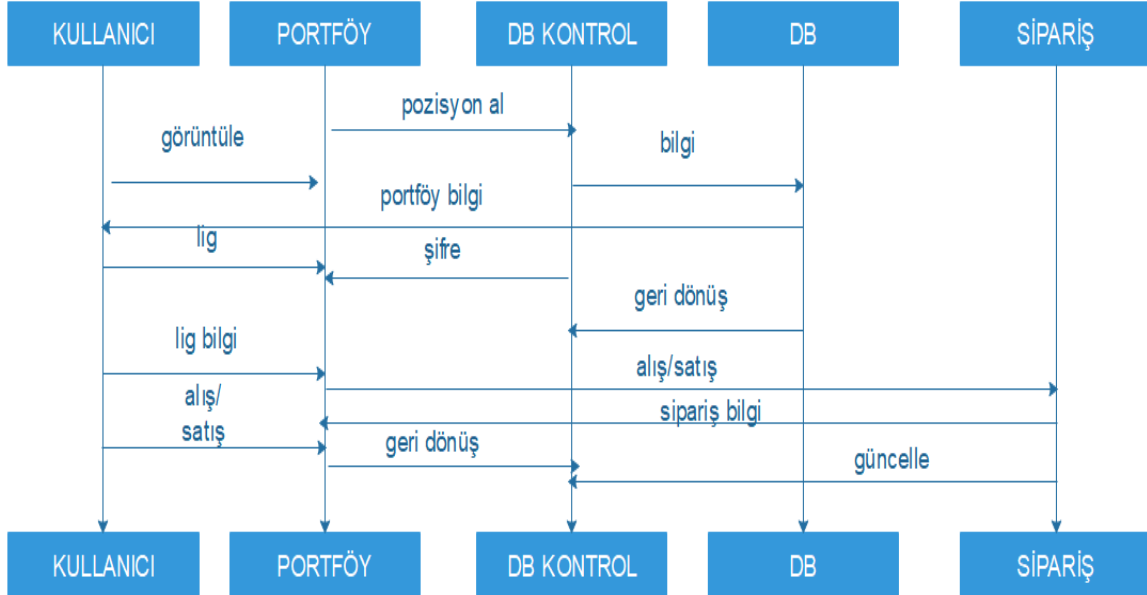 KULLANICI
PORTFÖY
DB KONTROL
DB
SİPARİŞ
pozisyon al
görüntüle
bilgi
portföy bilgi
lig
şifre
geri dönüş
lig bilgi
alış/satış
alış/
satış
sipariş bilgi
geri dönüş
güncelle
KULLANICI
PORTFÖY
DB KONTROL
DB
SİPARİŞ